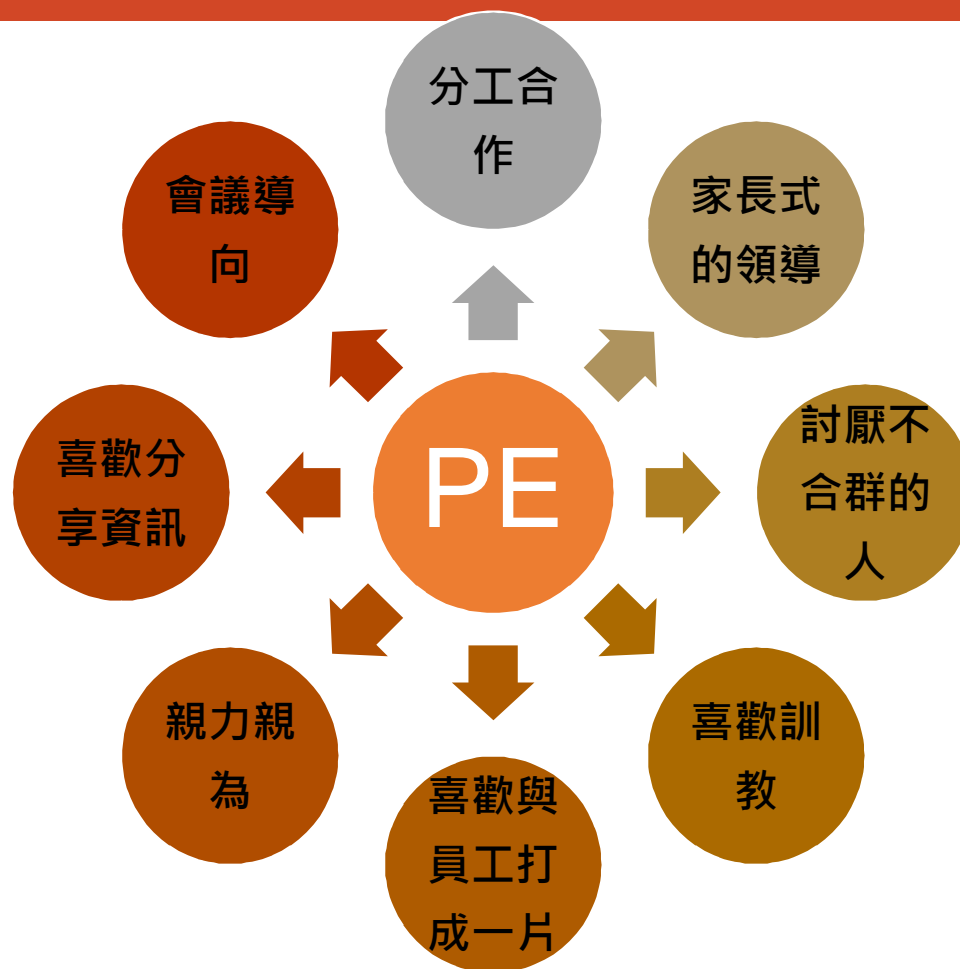 PE
分工合
作
家長式
的領導
討厭不
合群的
人
喜歡訓
教
喜歡與
員工打
成一片
親力親
為
喜歡分
享資訊
會議導
向